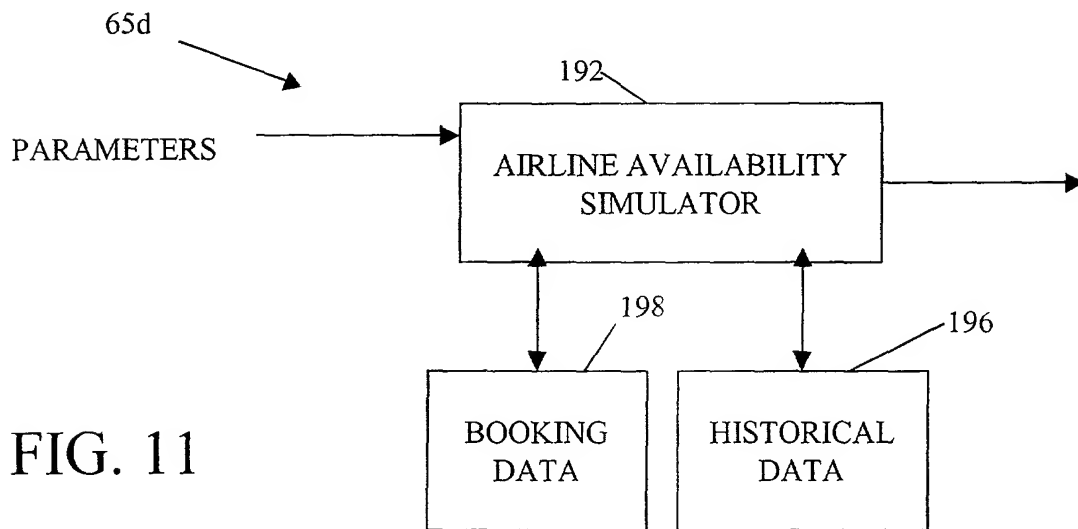 65d
192
PARAMETERS
AIRLINE AVAILABILITY
SIMULATOR
198
196
BOOKING
DATA
HISTORICAL
DATA
FIG. 11